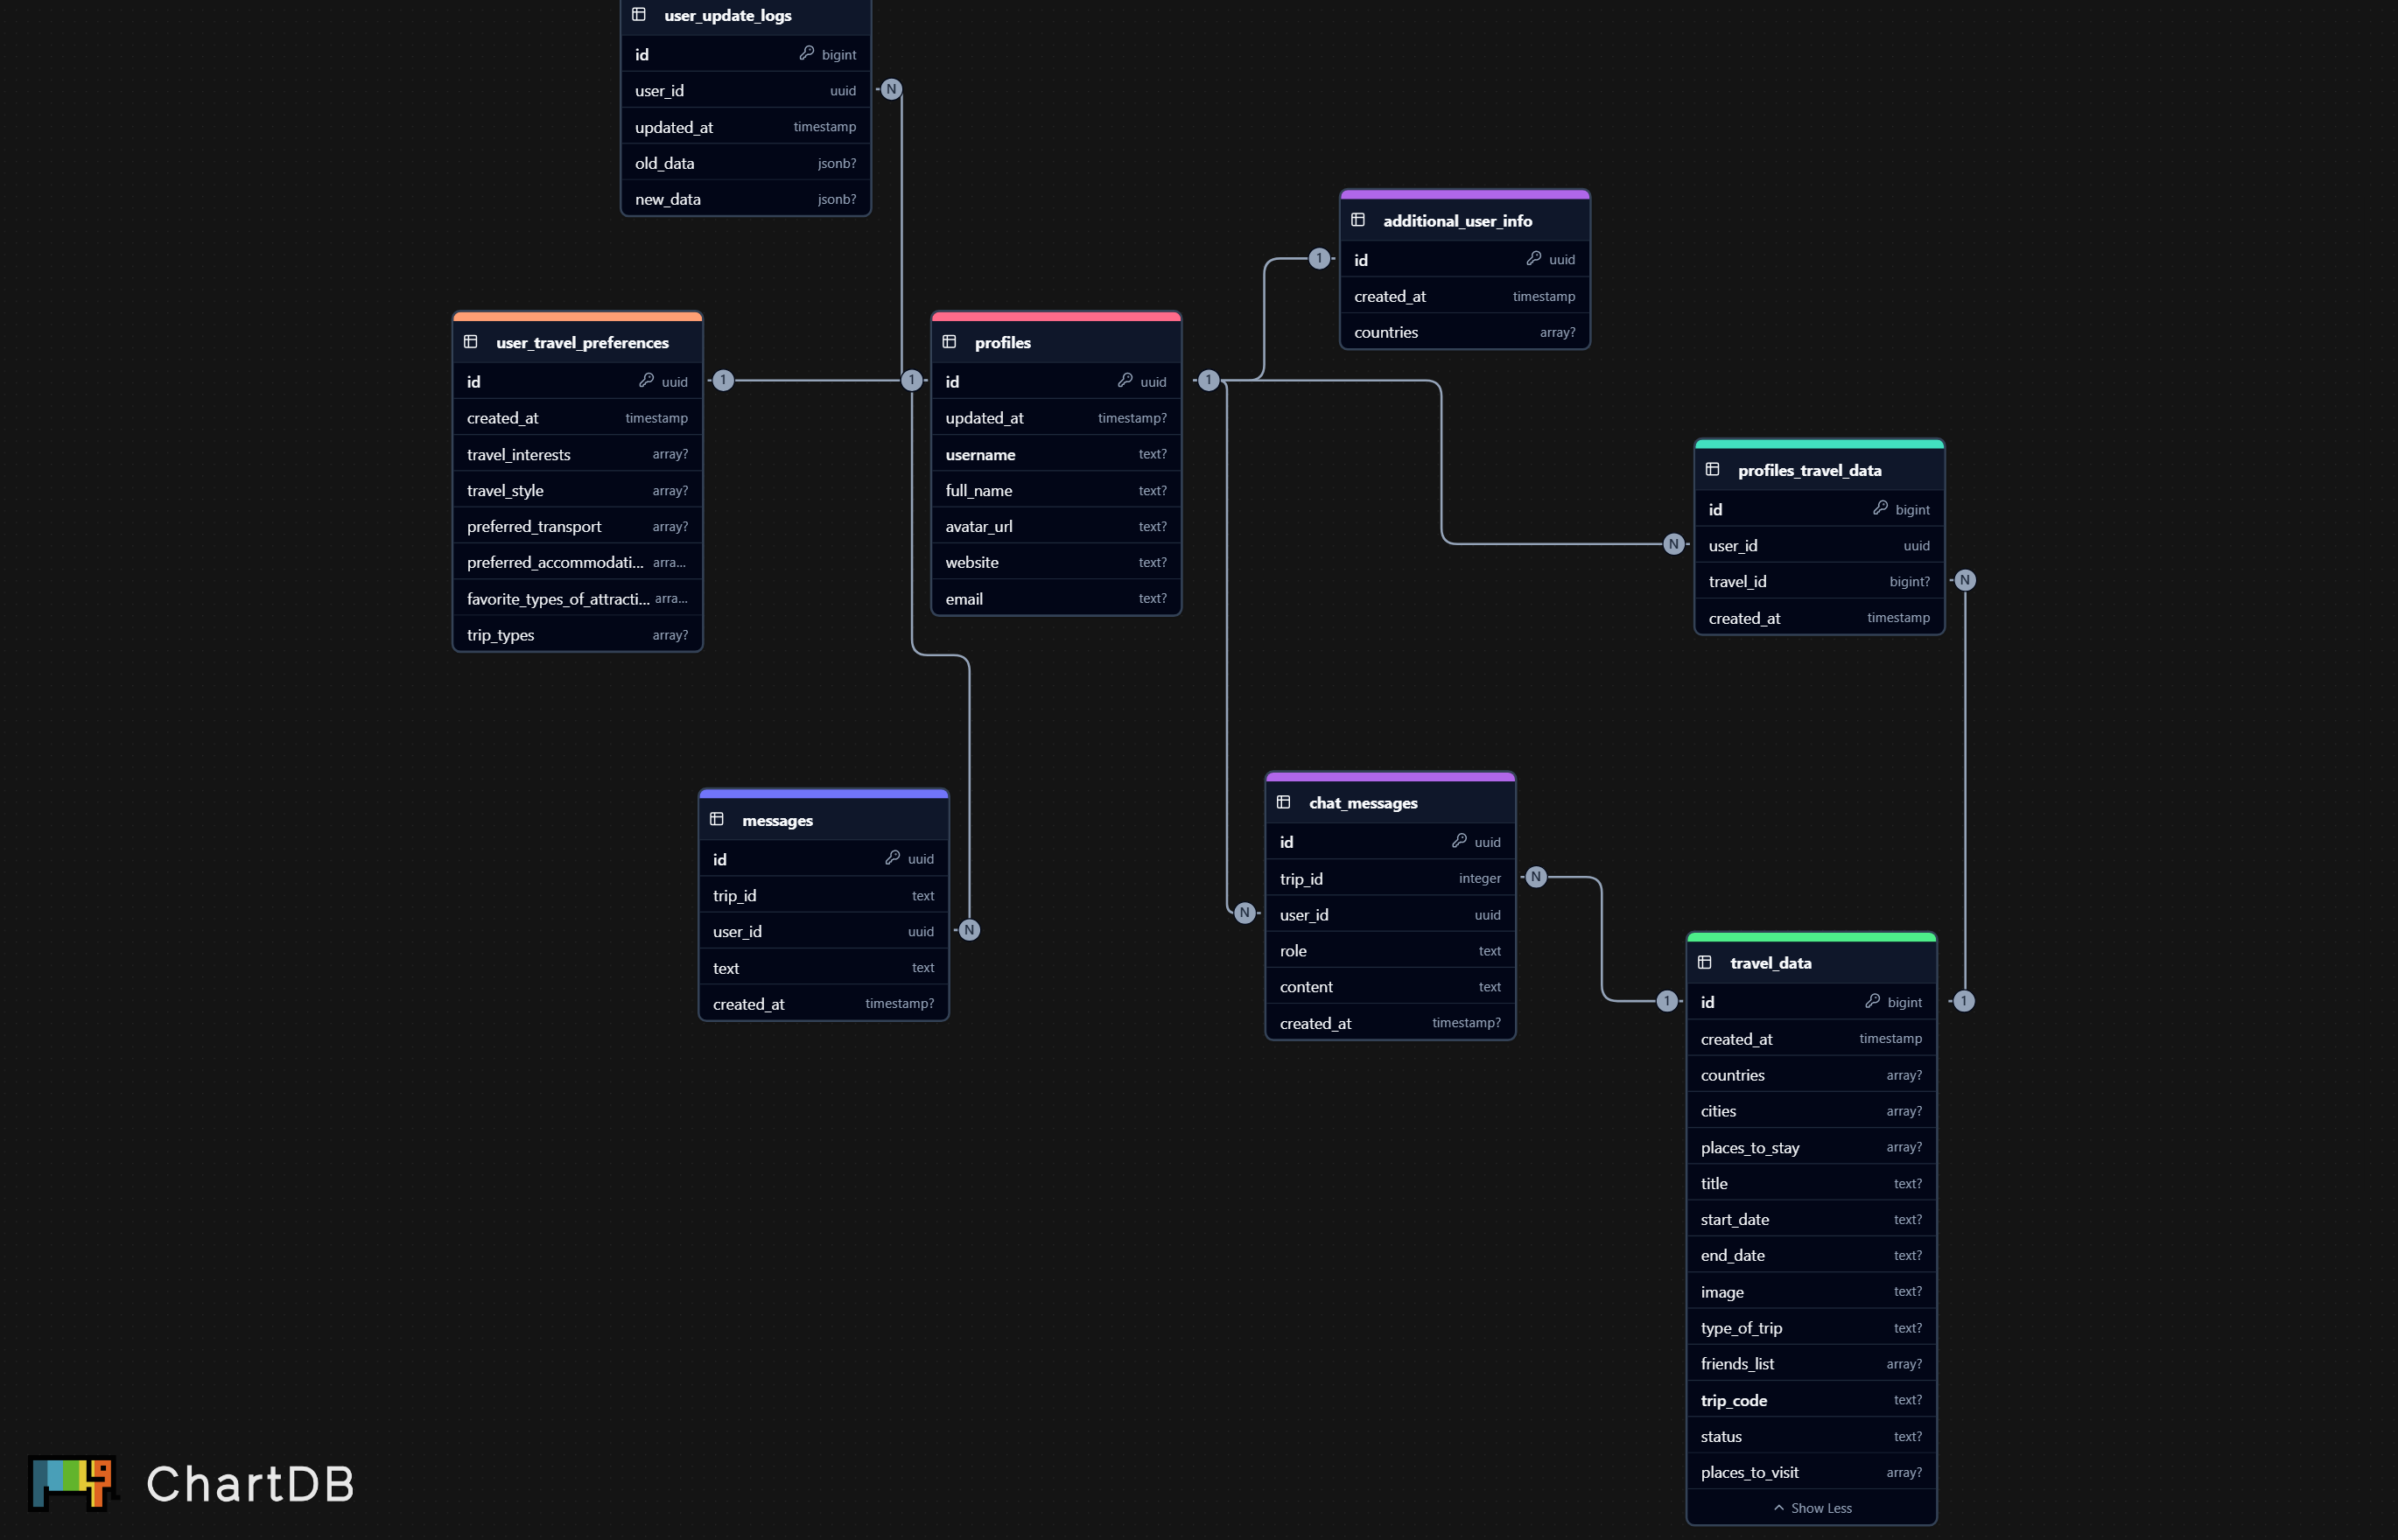 user_update_logs
id bigint
user_id uuid
updated_at timestamp
old_data jsonb?
new_data jsonb?
N
additional_user_info
id uuid
created_at timestamp
countries array?
1
user_travel_preferences
id uuid
created_at timestamp
travel_interests array?
travel_style array?
preferred_transport array?
preferred_accommodati... arra...
favorite_types_of_attracti... arra...
trip_types array?
1
1
profiles
id uuid
updated_at timestamp?
username text?
full_name text?
avatar_url text?
website text?
email text?
1
profiles_travel_data
id bigint
user_id uuid
travel_id bigint?
created_at timestamp
N
N
messages
id uuid
trip_id text
user_id uuid
text text
created_at timestamp?
N
chat_messages
id uuid
trip_id integer
user_id uuid
role text
content text
created_at timestamp?
N
N
travel_data
id bigint
created_at timestamp
countries array?
cities array?
places_to_stay array?
title text?
start_date text?
end_date text?
image text?
type_of_trip text?
friends_list array?
trip_code text?
status text?
places_to_visit array?
Show Less
1
1
ChartDB